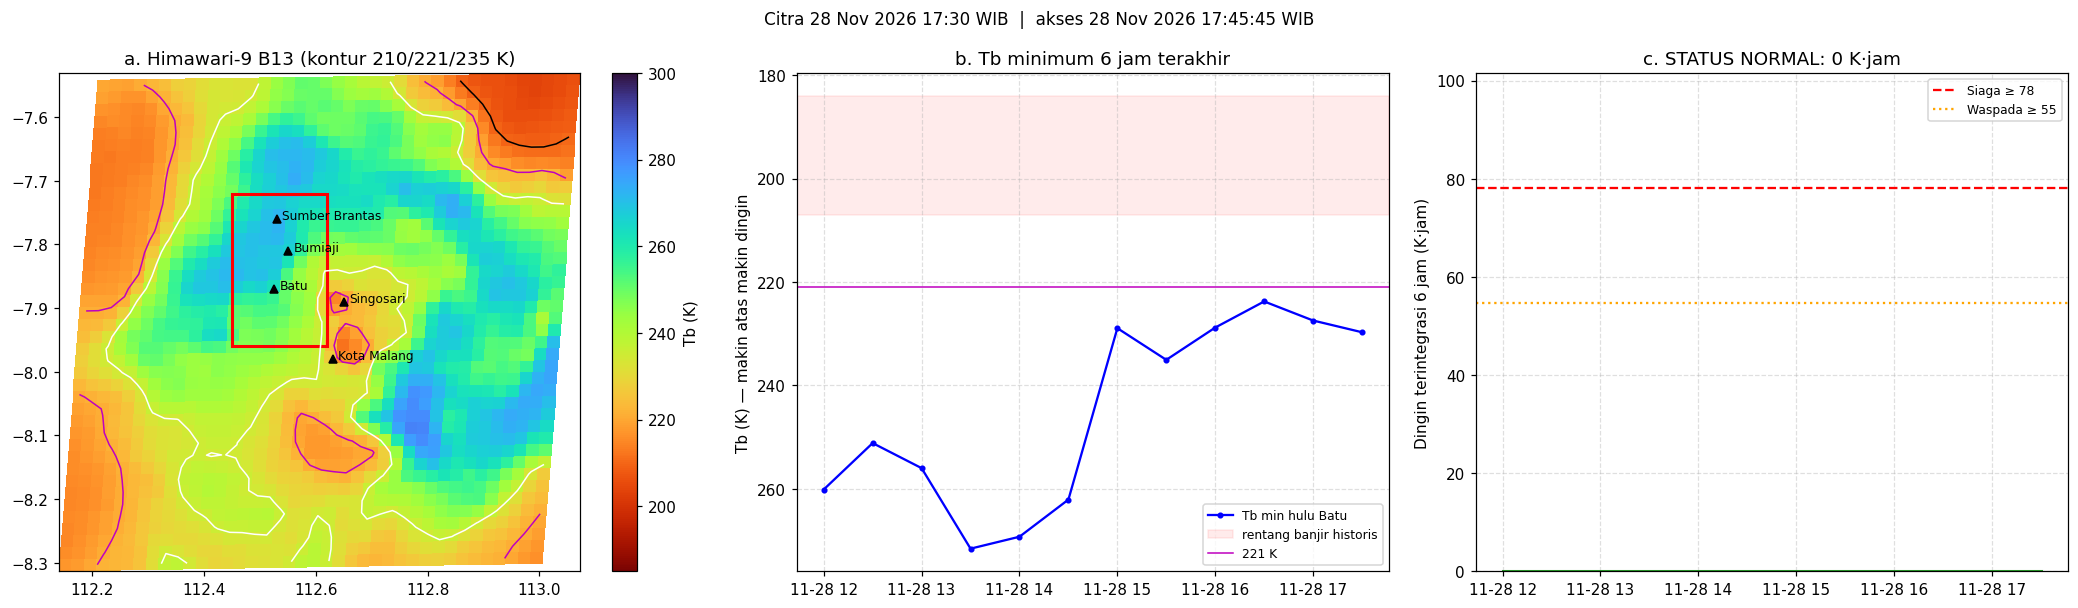 Citra 28 Nov 2026 17:30 WIB | akses 28 Nov 2026 17:45:45 WIB
a. Himawari-9 B13 (kontur 210/221/235 K)
−7.6
−7.7
−7.8
−7.9
−8.0
−8.1
−8.2
−8.3
112.2
112.4
112.6
112.8
113.0
Sumber Brantas
Bumiaji
Batu
Singosari
Kota Malang
300
280
260
240
220
200
Tb (K)
b. Tb minimum 6 jam terakhir
Tb (K) — makin atas makin dingin
180
200
220
240
260
11-28 12
11-28 13
11-28 14
11-28 15
11-28 16
11-28 17
Tb min hulu Batu
rentang banjir historis
221 K
c. STATUS NORMAL: 0 K·jam
Dingin terintegrasi 6 jam (K·jam)
100
80
60
40
20
0
11-28 12
11-28 13
11-28 14
11-28 15
11-28 16
11-28 17
Siaga ≥ 78
Waspada ≥ 55